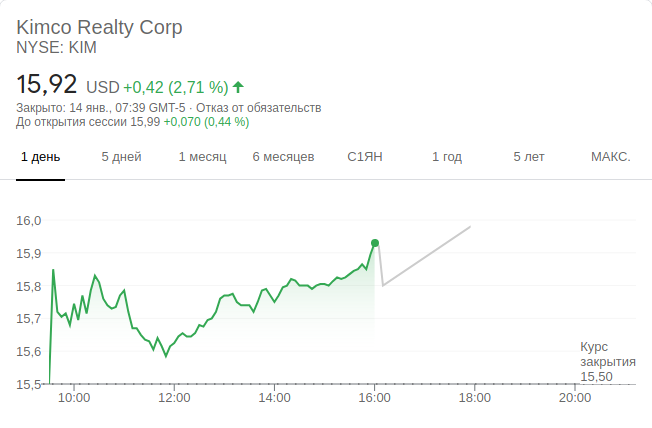 Kimco Realty Corp
NYSE: KIM
15,92 USD +0,42 (2,71 %)
Закрыто: 14 янв., 07:39 GMT-5 · Отказ от обязательств
До открытия сессии 15,99 +0,070 (0,44 %)
1 день 5 дней 1 месяц 6 месяцев С1ЯН 1 год 5 лет МАКС.
16,0
15,9
15,8
15,7
15,6
15,5
Курс
закрытия
15,50
10:00 12:00 14:00 16:00 18:00 20:00